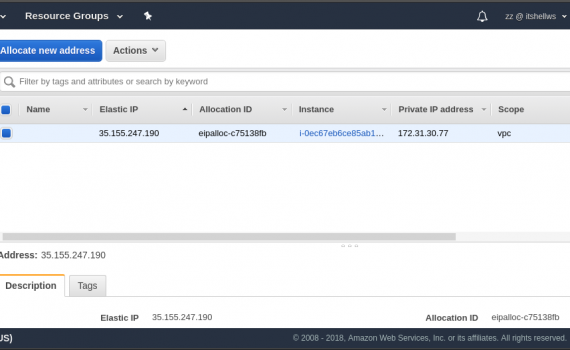 Resource Groups zz @ itshellws
Allocate new address Actions
Filter by tags and attributes or search by keyword
Name Elastic IP Allocation ID Instance Private IP address Scope
35.155.247.190 eipalloc-c75138fb i-0ec67eb6ce85ab1... 172.31.30.77 vpc
Address: 35.155.247.190
Description Tags
Elastic IP 35.155.247.190 Allocation ID eipalloc-c75138fb
US) © 2008 - 2018, Amazon Web Services, Inc. or its affiliates. All rights reserved.